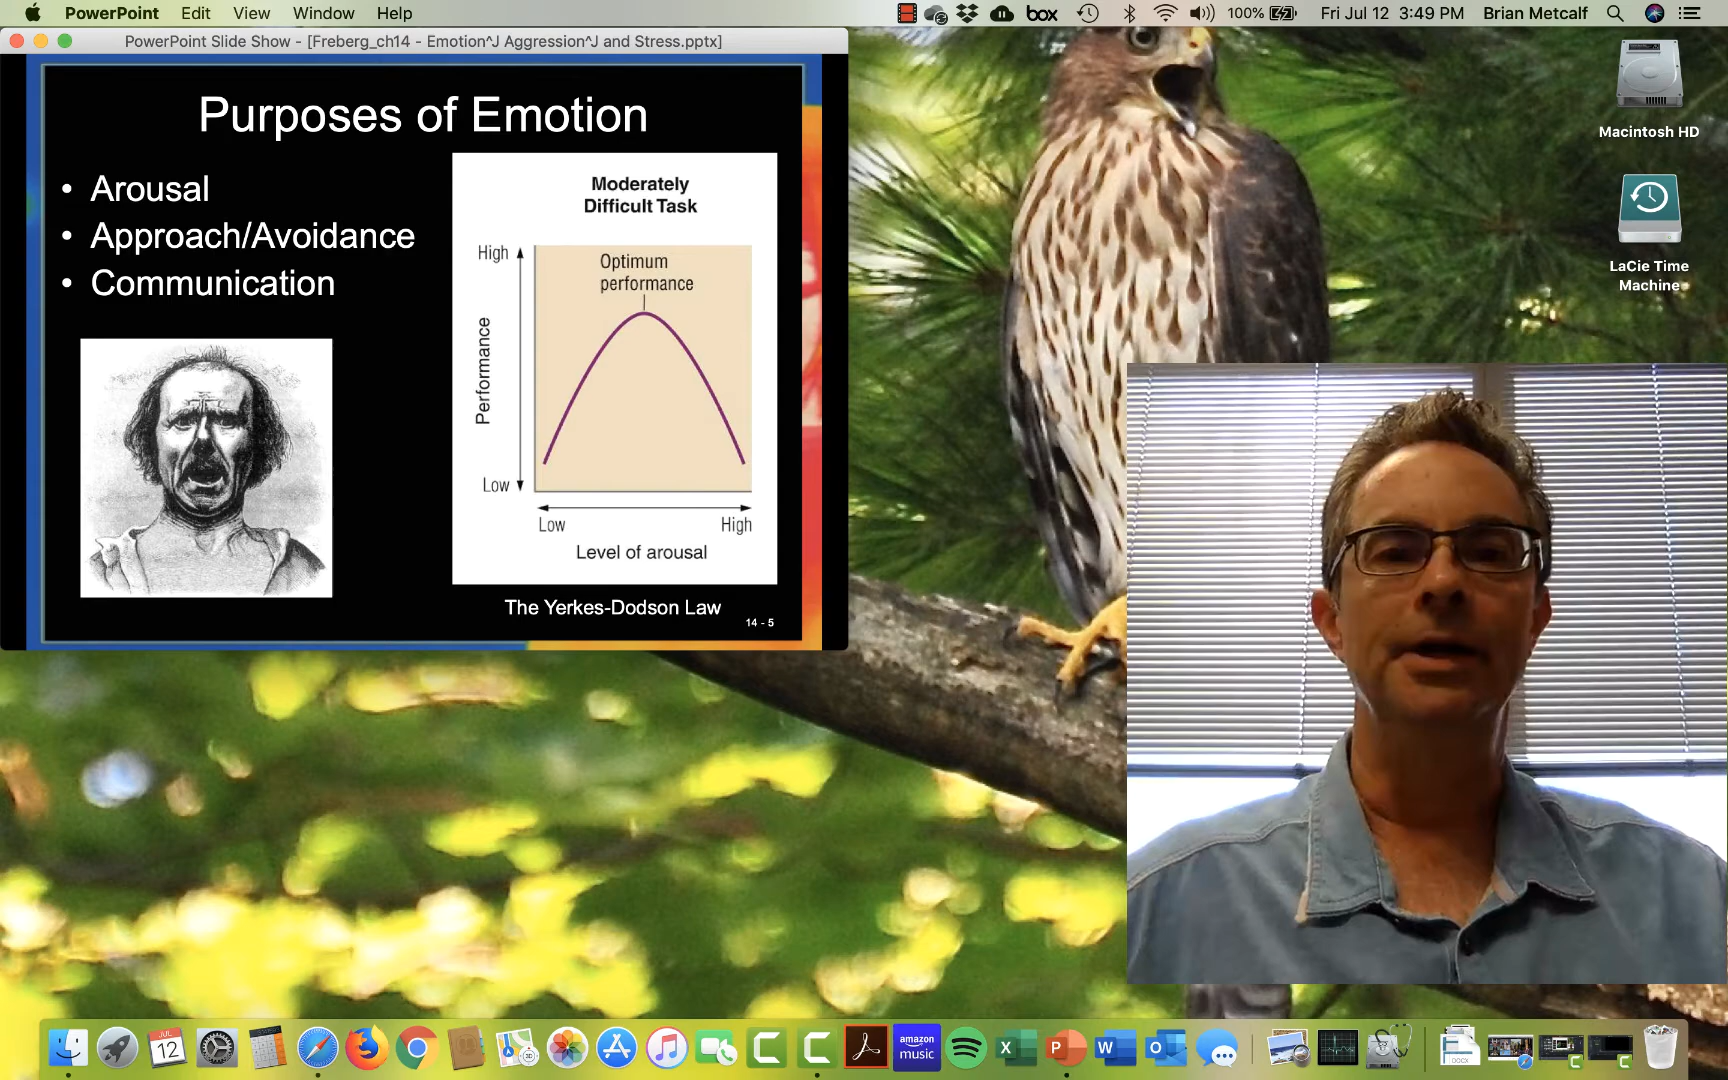 PowerPoint Edit View Window Help
box 100% Fri Jul 12 3:49 PM Brian Metcalf
PowerPoint Slide Show - [Freberg_ch14 - Emotion^J Aggression^J and Stress.pptx]
Purposes of Emotion
• Arousal
• Approach/Avoidance
• Communication
Moderately
Difficult Task
High
Optimum
performance
Performance
Low
Low High
Level of arousal
The Yerkes-Dodson Law
14 - 5
Macintosh HD
LaCie Time
Machine
JUL
12
3D
amazon
music
X
P
W
O
DOCX